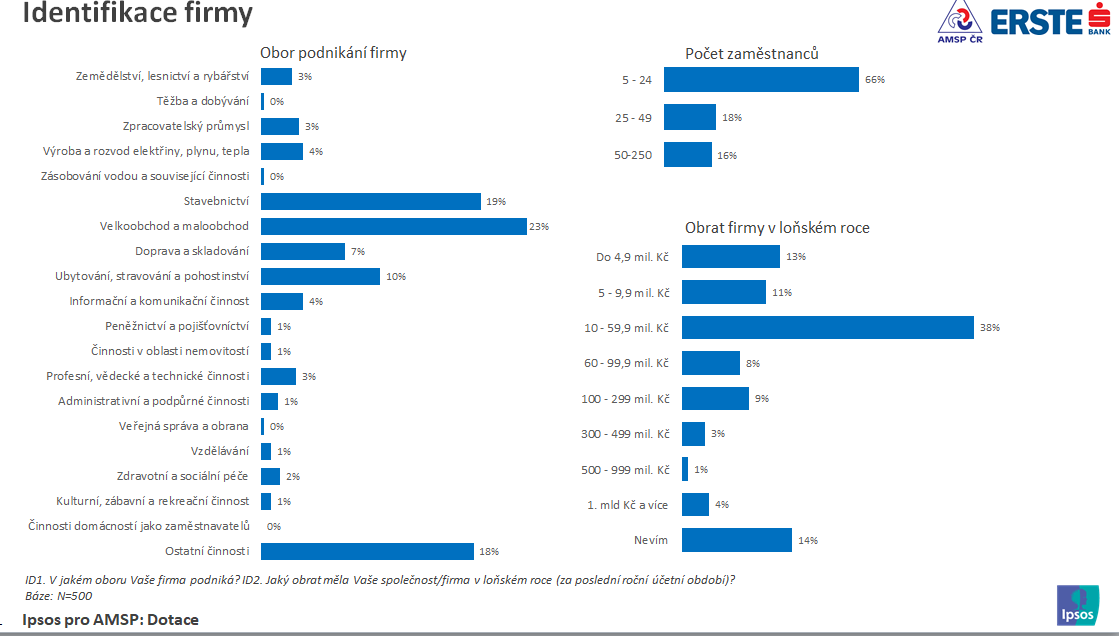 Identifikace firmy
AMSP ČR
ERSTE
BANK
Obor podnikání firmy
Zemědělství, lesnictví a rybářství 3%
Těžba a dobývání 0%
Zpracovatelský průmysl 3%
Výroba a rozvod elektřiny, plynu, tepla 4%
Zásobování vodou a související činnosti 0%
Stavebnictví 19%
Velkoobchod a maloobchod 23%
Doprava a skladování 7%
Ubytování, stravování a pohostinství 10%
Informační a komunikační činnost 4%
Peněžnictví a pojišťovníctví 1%
Činnosti v oblasti nemovitostí 1%
Profesní, vědecké a technické činnosti 3%
Administrativní a podpůrné činnosti 1%
Veřejná správa a obrana 0%
Vzdělávání 1%
Zdravotní a sociální péče 2%
Kulturní, zábavní a rekreační činnost 1%
Činnosti domácností jako zaměstnavatelů 0%
Ostatní činnosti 18%
Počet zaměstnanců
5 - 24 66%
25 - 49 18%
50-250 16%
Obrat firmy v loňském roce
Do 4,9 mil. Kč 13%
5 - 9,9 mil. Kč 11%
10 - 59,9 mil. Kč 38%
60 - 99,9 mil. Kč 8%
100 - 299 mil. Kč 9%
300 - 499 mil. Kč 3%
500 - 999 mil. Kč 1%
1. mld Kč a více 4%
Nevím 14%
ID1. V jakém oboru Vaše firma podniká? ID2. Jaký obrat měla Vaše společnost/firma v loňském roce (za poslední roční účetní období)?
Báze: N=500
Ipsos pro AMSP: Dotace
Ipsos